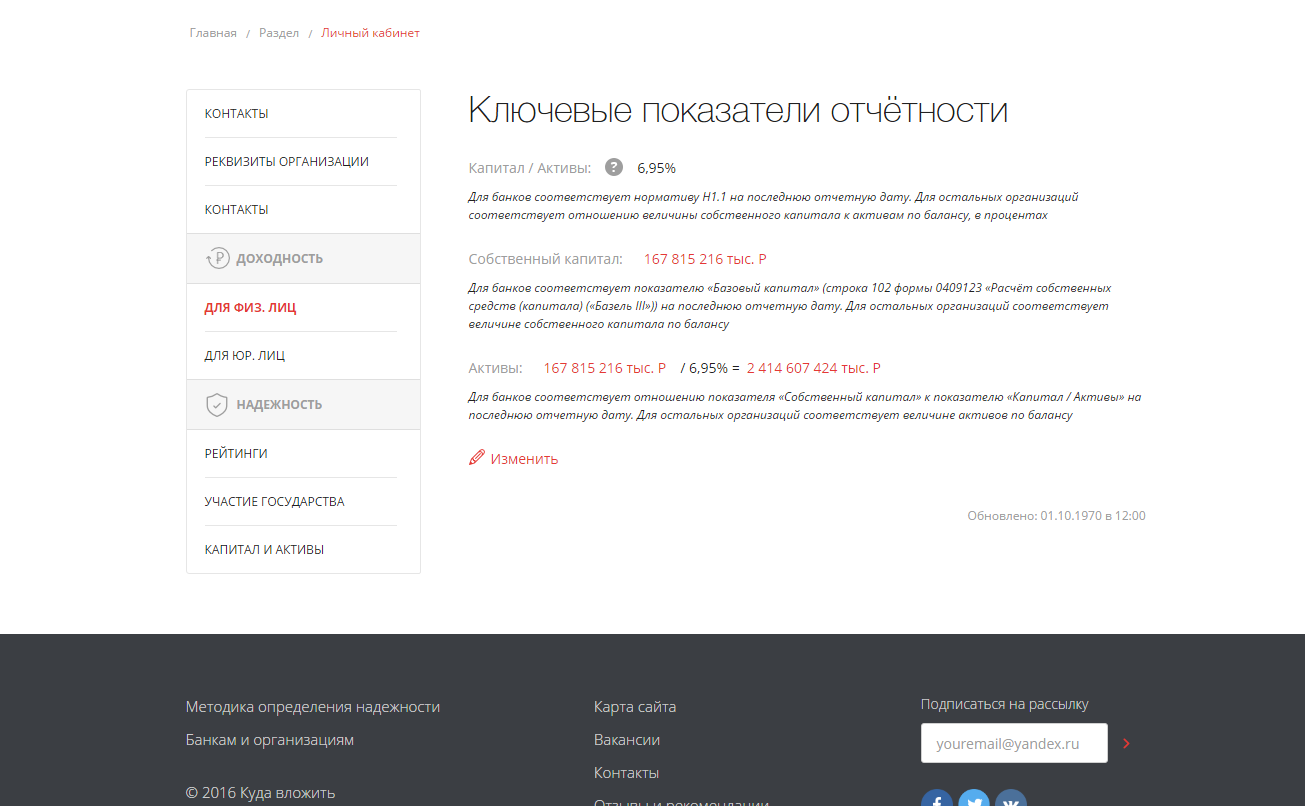 Главная / Раздел / Личный кабинет
КОНТАКТЫ
РЕКВИЗИТЫ ОРГАНИЗАЦИИ
КОНТАКТЫ
ДОХОДНОСТЬ
ДЛЯ ФИЗ. ЛИЦ
ДЛЯ ЮР. ЛИЦ
НАДЕЖНОСТЬ
РЕЙТИНГИ
УЧАСТИЕ ГОСУДАРСТВА
КАПИТАЛ И АКТИВЫ
Ключевые показатели отчётности
Капитал / Активы: ? 6,95%
Для банков соответствует нормативу Н1.1 на последнюю отчетную дату. Для остальных организаций
соответствует отношению величины собственного капитала к активам по балансу, в процентах
Собственный капитал: 167 815 216 тыс. Р
Для банков соответствует показателю «Базовый капитал» (строка 102 формы 0409123 «Расчёт собственных
средств (капитала) («Базель III»)) на последнюю отчетную дату. Для остальных организаций соответствует
величине собственного капитала по балансу
Активы: 167 815 216 тыс. Р / 6,95% = 2 414 607 424 тыс. Р
Для банков соответствует отношению показателя «Собственный капитал» к показателю «Капитал / Активы» на
последнюю отчетную дату. Для остальных организаций соответствует величине активов по балансу
Изменить
Обновлено: 01.10.1970 в 12:00
Методика определения надежности
Банкам и организациям
© 2016 Куда вложить
Карта сайта
Вакансии
Контакты
Отзывы и рекомендации
Подписаться на рассылку
youremail@yandex.ru